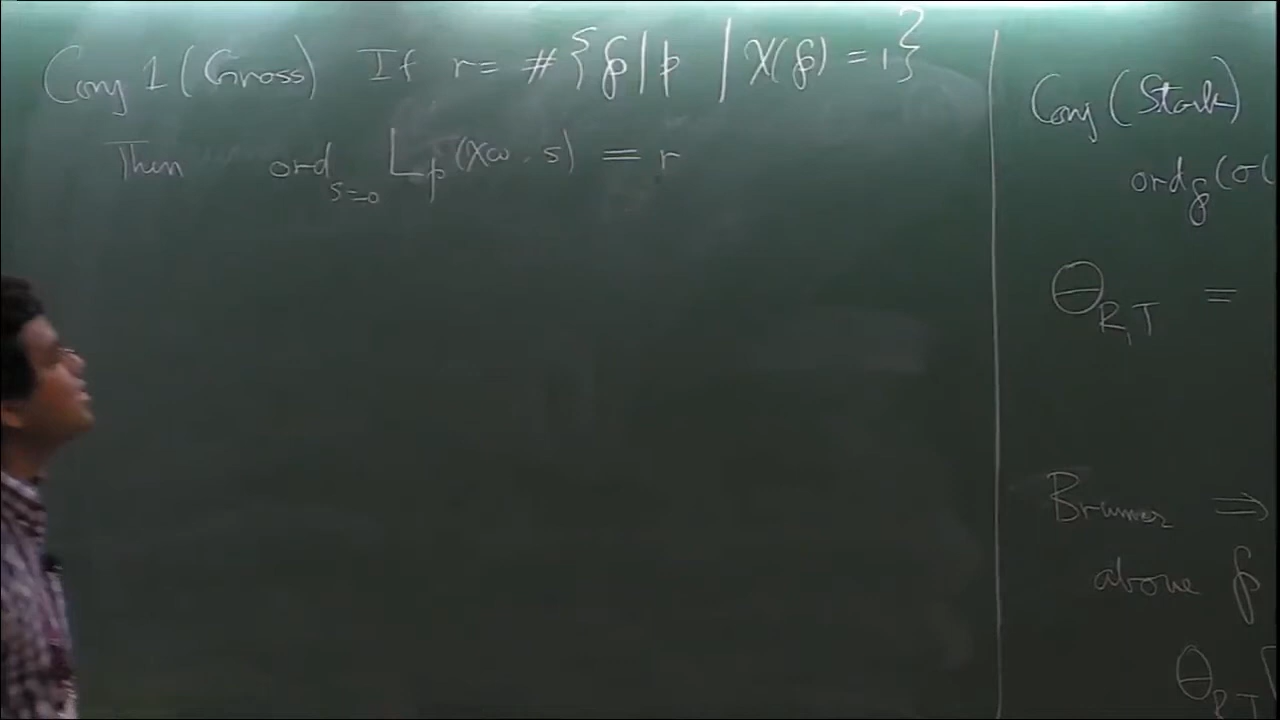 Conj 1 (Gross) If r = # {𝔭 | p | χ(𝔭) = 1}
Then ord_{s=0} L_p(χω, s) = r
Conj (Stark)
ord_𝔭(σ(
Θ_{R,T} =
Brumer ⇒
above 𝔭
Θ_{R,T}